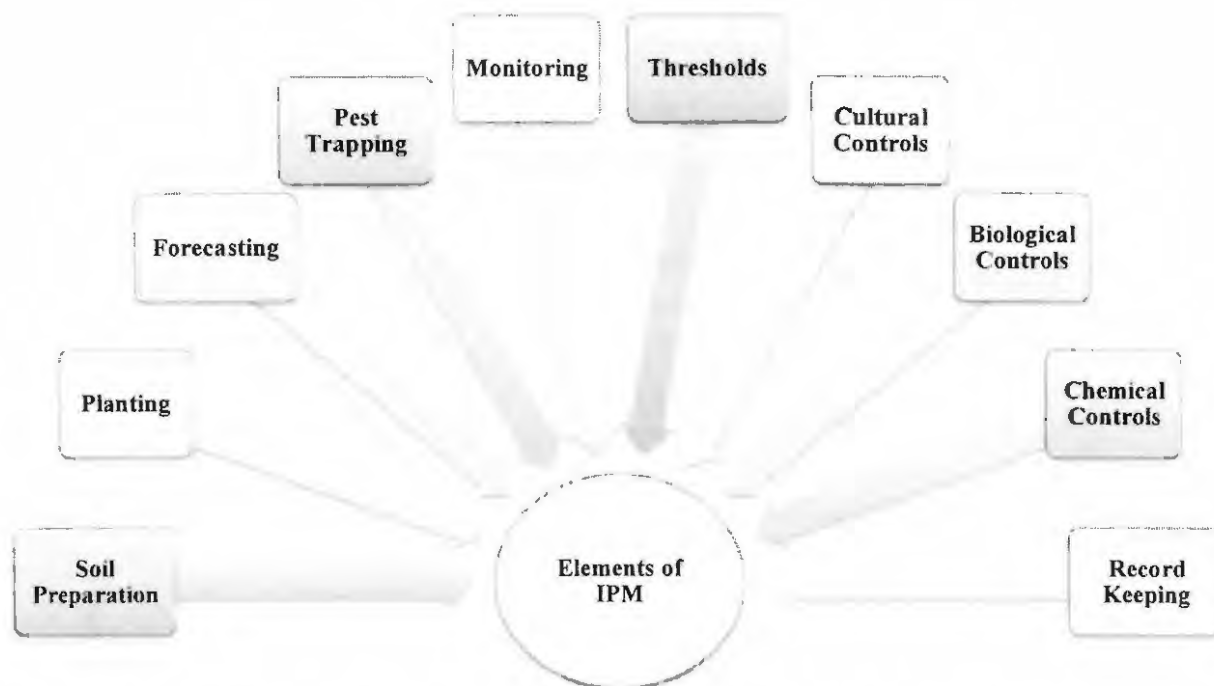 Monitoring
Thresholds
Pest
Trapping
Cultural
Controls
Forecasting
Biological
Controls
Planting
Chemical
Controls
Soil
Preparation
Elements of
IPM
Record
Keeping